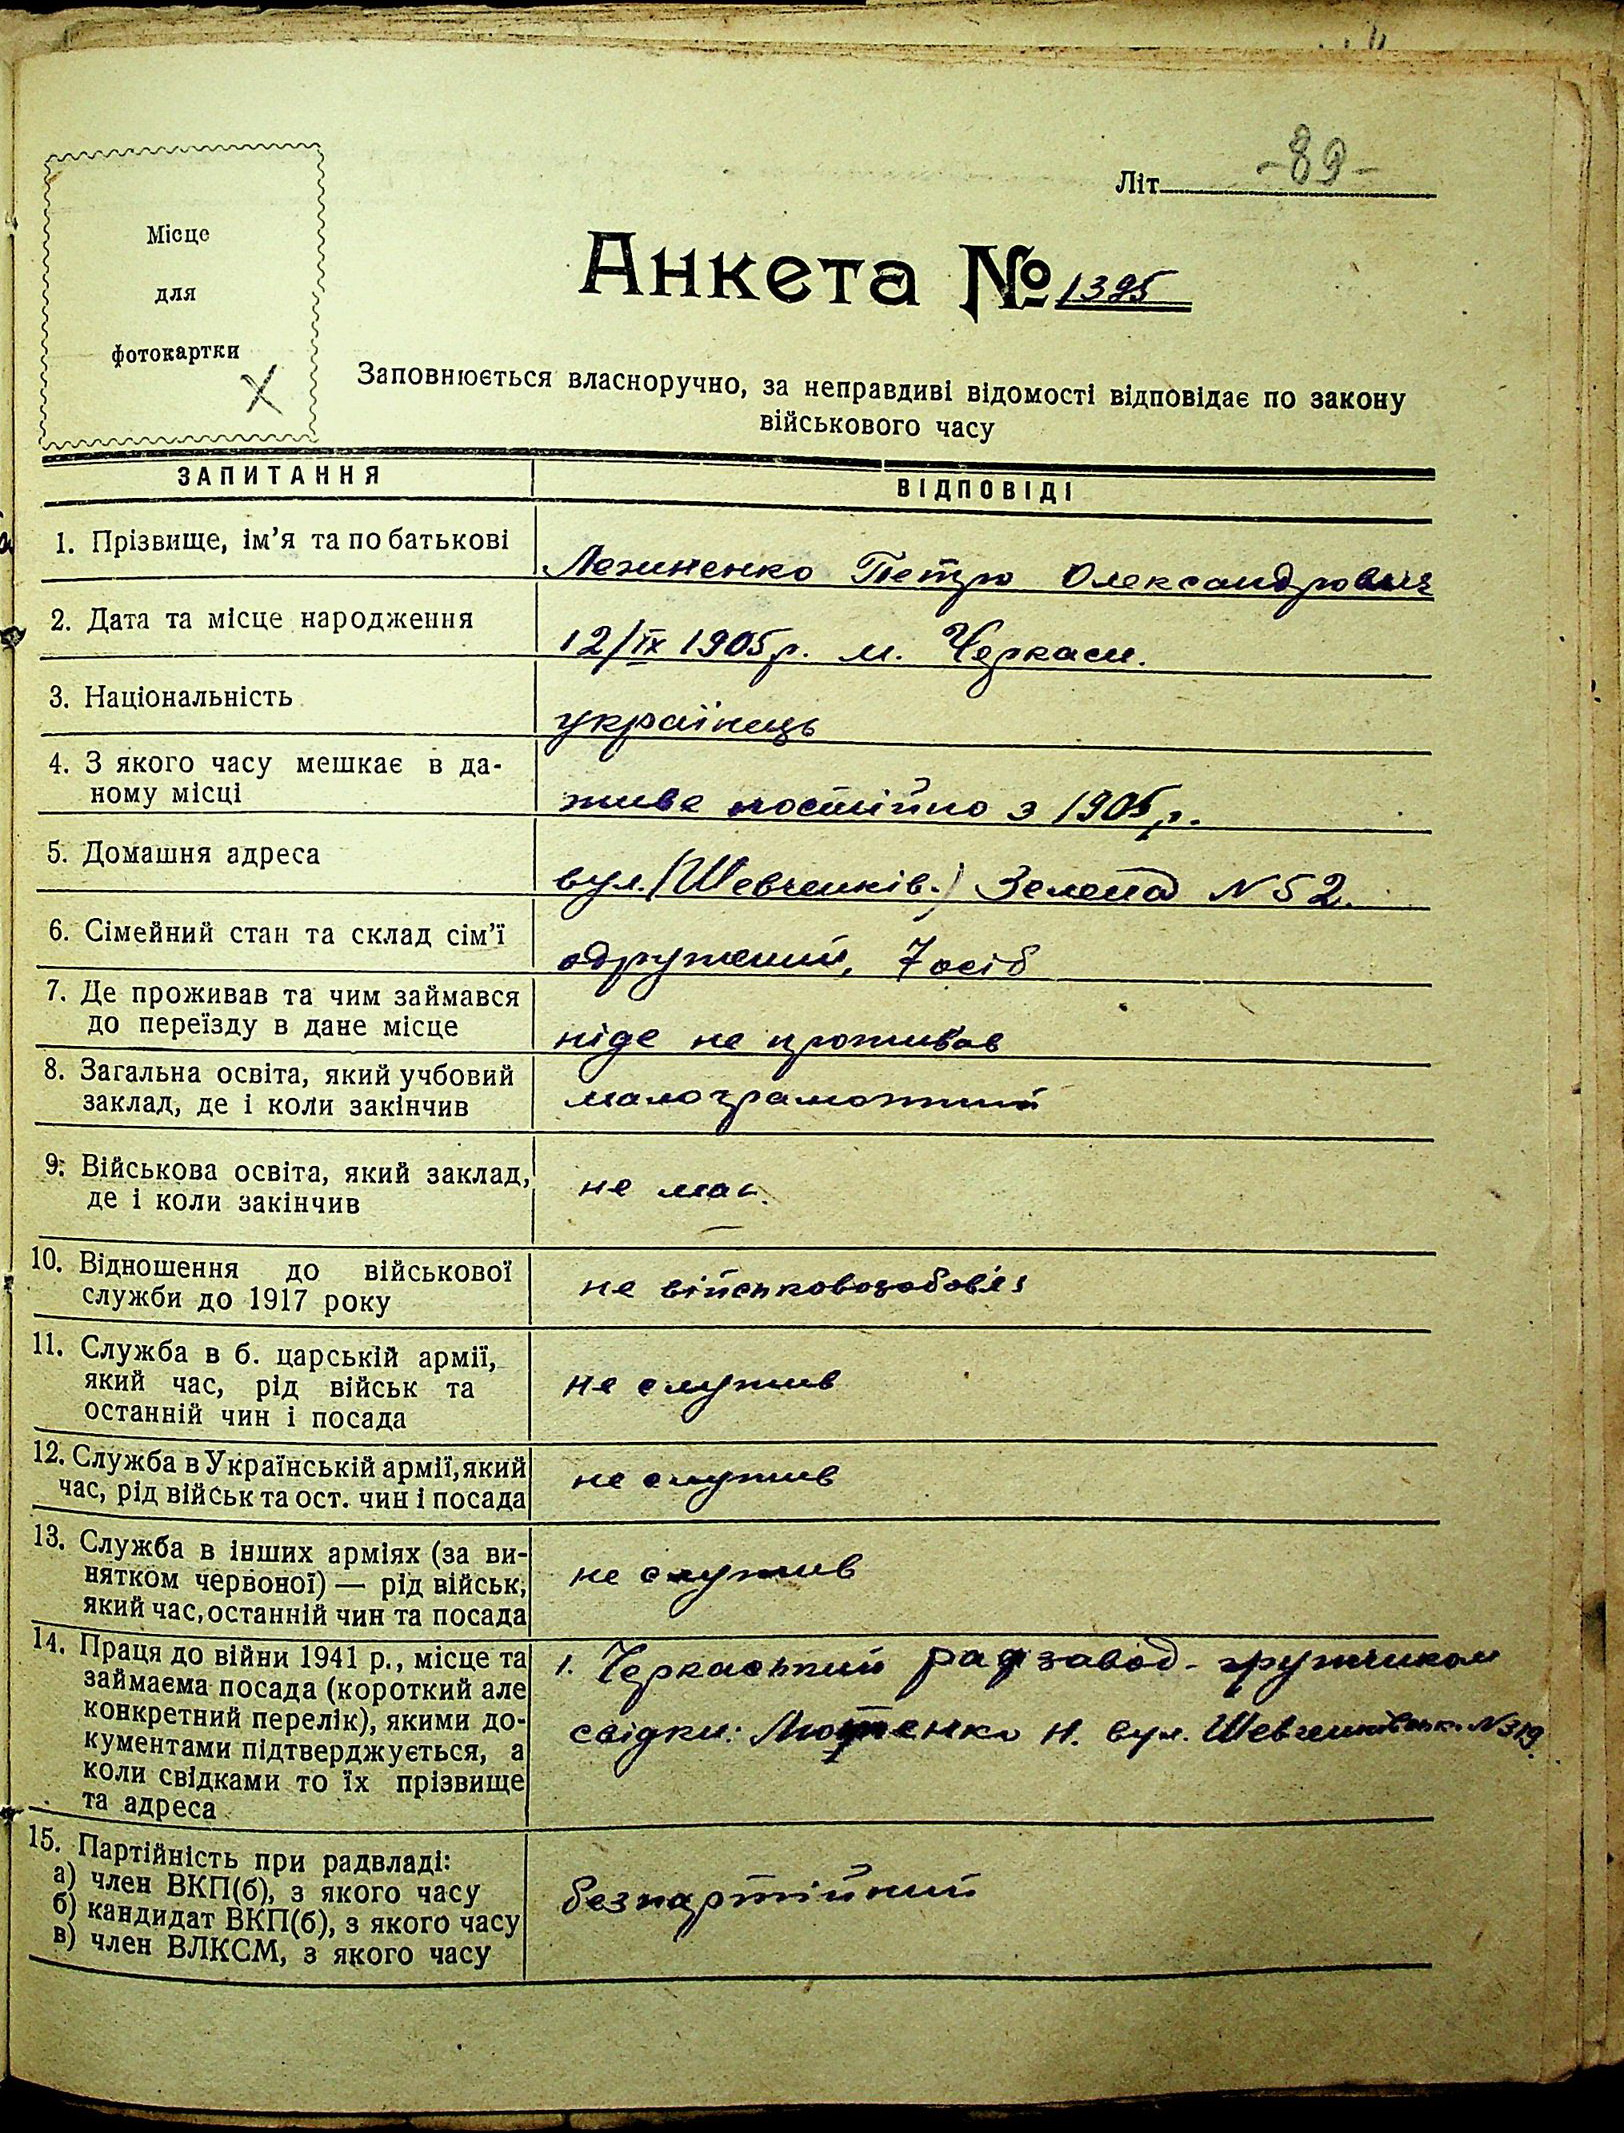 Літ. -89-
Місце
для
фотокартки
Анкета № 1395
Заповнюється власноручно, за неправдиві відомості відповідає по закону
військового часу
ЗАПИТАННЯ ВІДПОВІДІ
1. Прізвище, ім'я та по батькові
Петро Олександрович
2. Дата та місце народження
12/IX 1905 р. м. Черкаси.
3. Національність
українець
4. З якого часу мешкає в да-
ному місці
живе постійно з 1905 р.
5. Домашня адреса
вул. (Шевченків.) Зелена N 52.
6. Сімейний стан та склад сім'ї
одружений, 7 осіб
7. Де проживав та чим займався
до переїзду в дане місце
ніде не проживав
8. Загальна освіта, який учбовий
заклад, де і коли закінчив
малограмотний
9. Військова освіта, який заклад,
де і коли закінчив
не має.
10. Відношення до військової
служби до 1917 року
не військовозобов'яз
11. Служба в б. царській армії,
який час, рід військ та
останній чин і посада
не служив
12. Служба в Українській армії, який
час, рід військ та ост. чин і посада
не служив
13. Служба в інших арміях (за ви-
нятком червоної) — рід військ,
який час, останній чин та посада
не служив
14. Праця до війни 1941 р., місце та
займаєма посада (короткий але
конкретний перелік), якими до-
кументами підтверджується, а
коли свідками то їх прізвище
та адреса
1. Черкаський завод - грузчиком
свідки: Н. вул. Шевченківськ. N 319.
15. Партійність при радвладі:
а) член ВКП(б), з якого часу
б) кандидат ВКП(б), з якого часу
в) член ВЛКСМ, з якого часу
безпартійний